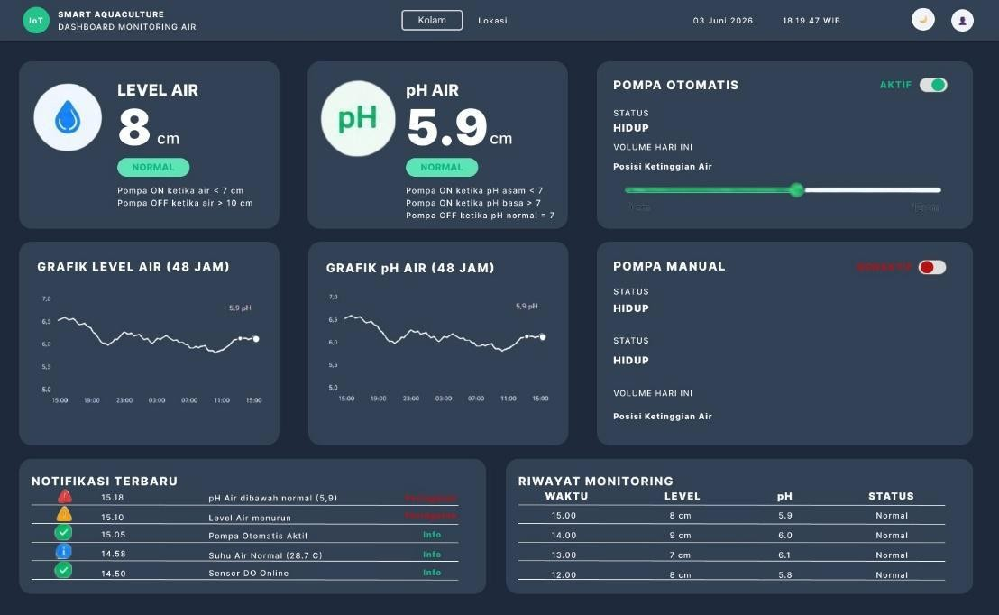 IoT
SMART AQUACULTURE
DASHBOARD MONITORING AIR
Kolam
Lokasi
03 Juni 2026
18.19.47 WIB
LEVEL AIR
8 cm
NORMAL
Pompa ON ketika air < 7 cm
Pompa OFF ketika air > 10 cm
pH
pH AIR
5.9 cm
NORMAL
Pompa ON ketika pH asam < 7
Pompa ON ketika pH basa > 7
Pompa OFF ketika pH normal = 7
POMPA OTOMATIS
AKTIF
STATUS
HIDUP
VOLUME HARI INI
Posisi Ketinggian Air
GRAFIK LEVEL AIR (48 JAM)
5,9 pH
7,0
6,5
6,0
5,5
5,0
15:00 19:00 23:00 03:00 07:00 11:00 15:00
GRAFIK pH AIR (48 JAM)
5,9 pH
7,0
6,5
6,0
5,5
5,0
15:00 19:00 23:00 03:00 07:00 11:00 15:00
POMPA MANUAL
STATUS
HIDUP
STATUS
HIDUP
VOLUME HARI INI
Posisi Ketinggian Air
NOTIFIKASI TERBARU
15.18 pH Air dibawah normal (5,9) Peringatan
15.10 Level Air menurun Peringatan
15.05 Pompa Otomatis Aktif Info
14.58 Suhu Air Normal (28.7 C) Info
14.50 Sensor DO Online Info
RIWAYAT MONITORING
WAKTU LEVEL pH STATUS
15.00 8 cm 5.9 Normal
14.00 9 cm 6.0 Normal
13.00 7 cm 6.1 Normal
12.00 8 cm 5.8 Normal